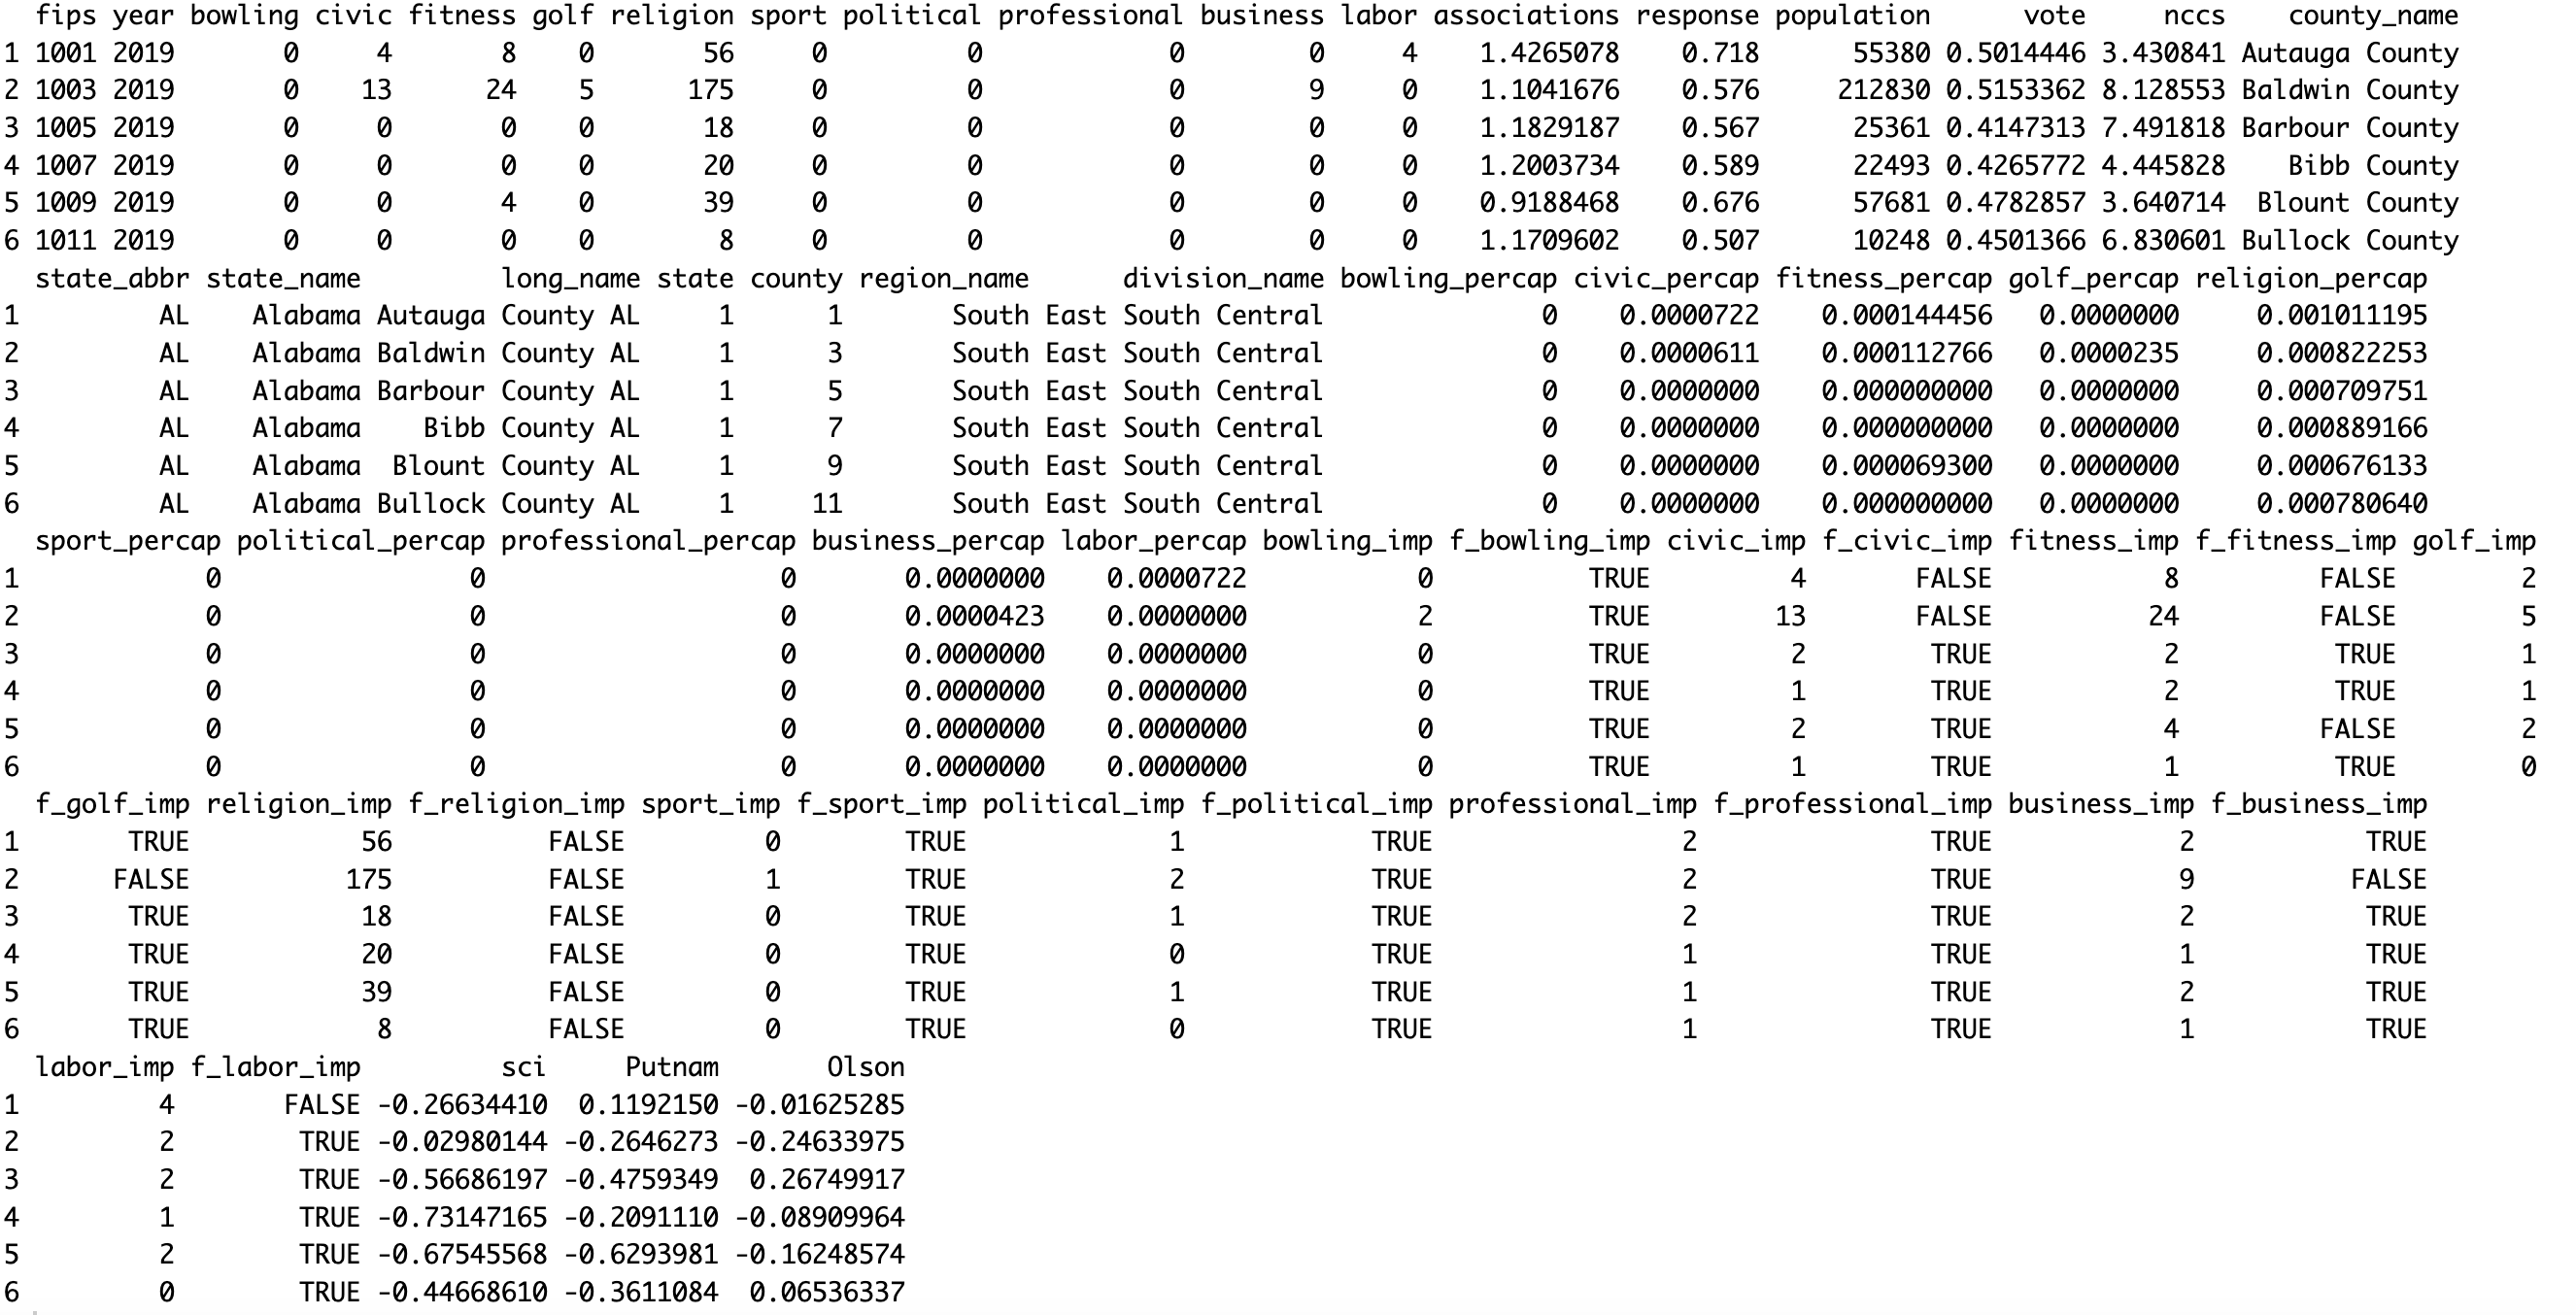 fips year bowling civic fitness golf religion sport political professional business labor associations response population vote nccs county_name
1 1001 2019 0 4 8 0 56 0 0 0 0 4 1.4265078 0.718 55380 0.5014446 3.430841 Autauga County
2 1003 2019 0 13 24 5 175 0 0 0 9 0 1.1041676 0.576 212830 0.5153362 8.128553 Baldwin County
3 1005 2019 0 0 0 0 18 0 0 0 0 0 1.1829187 0.567 25361 0.4147313 7.491818 Barbour County
4 1007 2019 0 0 0 0 20 0 0 0 0 0 1.2003734 0.589 22493 0.4265772 4.445828 Bibb County
5 1009 2019 0 0 4 0 39 0 0 0 0 0 0.9188468 0.676 57681 0.4782857 3.640714 Blount County
6 1011 2019 0 0 0 0 8 0 0 0 0 0 1.1709602 0.507 10248 0.4501366 6.830601 Bullock County
state_abbr state_name long_name state county region_name division_name bowling_percap civic_percap fitness_percap golf_percap religion_percap
1 AL Alabama Autauga County AL 1 1 South East South Central 0 0.0000722 0.000144456 0.0000000 0.001011195
2 AL Alabama Baldwin County AL 1 3 South East South Central 0 0.0000611 0.000112766 0.0000235 0.000822253
3 AL Alabama Barbour County AL 1 5 South East South Central 0 0.0000000 0.000000000 0.0000000 0.000709751
4 AL Alabama Bibb County AL 1 7 South East South Central 0 0.0000000 0.000000000 0.0000000 0.000889166
5 AL Alabama Blount County AL 1 9 South East South Central 0 0.0000000 0.000069300 0.0000000 0.000676133
6 AL Alabama Bullock County AL 1 11 South East South Central 0 0.0000000 0.000000000 0.0000000 0.000780640
sport_percap political_percap professional_percap business_percap labor_percap bowling_imp f_bowling_imp civic_imp f_civic_imp fitness_imp f_fitness_imp golf_imp
1 0 0 0 0.0000000 0.0000722 0 TRUE 4 FALSE 8 FALSE 2
2 0 0 0 0.0000423 0.0000000 2 TRUE 13 FALSE 24 FALSE 5
3 0 0 0 0.0000000 0.0000000 0 TRUE 2 TRUE 2 TRUE 1
4 0 0 0 0.0000000 0.0000000 0 TRUE 1 TRUE 2 TRUE 1
5 0 0 0 0.0000000 0.0000000 0 TRUE 2 TRUE 4 FALSE 2
6 0 0 0 0.0000000 0.0000000 0 TRUE 1 TRUE 1 TRUE 0
f_golf_imp religion_imp f_religion_imp sport_imp f_sport_imp political_imp f_political_imp professional_imp f_professional_imp business_imp f_business_imp
1 TRUE 56 FALSE 0 TRUE 1 TRUE 2 TRUE 2 TRUE
2 FALSE 175 FALSE 1 TRUE 2 TRUE 2 TRUE 9 FALSE
3 TRUE 18 FALSE 0 TRUE 1 TRUE 2 TRUE 2 TRUE
4 TRUE 20 FALSE 0 TRUE 0 TRUE 1 TRUE 1 TRUE
5 TRUE 39 FALSE 0 TRUE 1 TRUE 1 TRUE 2 TRUE
6 TRUE 8 FALSE 0 TRUE 0 TRUE 1 TRUE 1 TRUE
labor_imp f_labor_imp sci Putnam Olson
1 4 FALSE -0.26634410 0.1192150 -0.01625285
2 2 TRUE -0.02980144 -0.2646273 -0.24633975
3 2 TRUE -0.56686197 -0.4759349 0.26749917
4 1 TRUE -0.73147165 -0.2091110 -0.08909964
5 2 TRUE -0.67545568 -0.6293981 -0.16248574
6 0 TRUE -0.44668610 -0.3611084 0.06536337